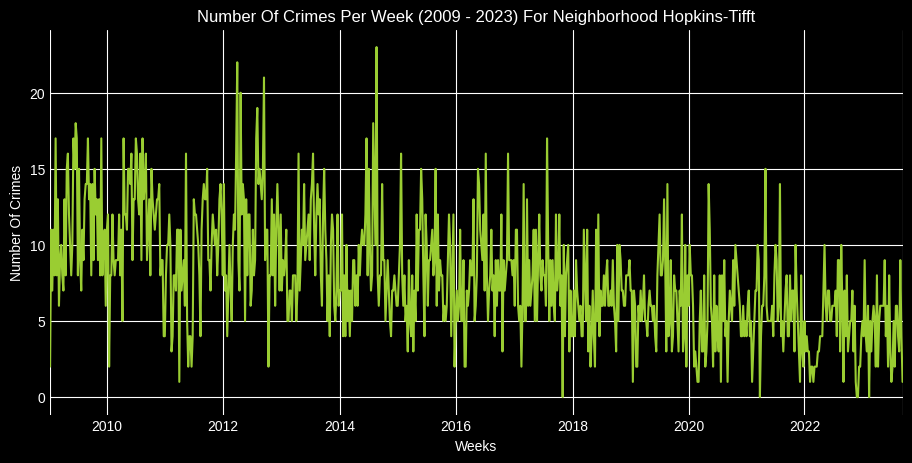 Number Of Crimes Per Week (2009 - 2023) For Neighborhood Hopkins-Tifft
Number Of Crimes
20
15
10
5
0
2010 2012 2014 2016 2018 2020 2022
Weeks